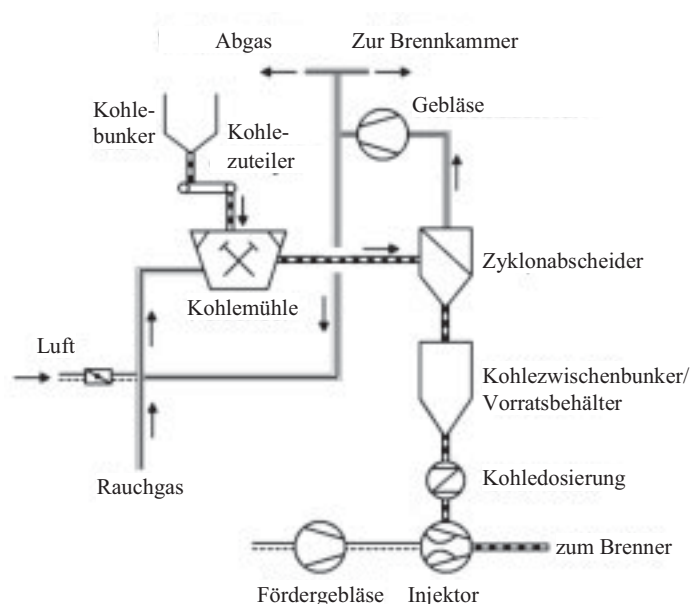 Abgas
Zur Brennkammer
Kohle-
bunker
Kohle-
zuteiler
Gebläse
Zyklonabscheider
Kohlemühle
Luft
Kohlezwischenbunker/
Vorratsbehälter
Rauchgas
Kohledosierung
zum Brenner
Fördergebläse
Injektor